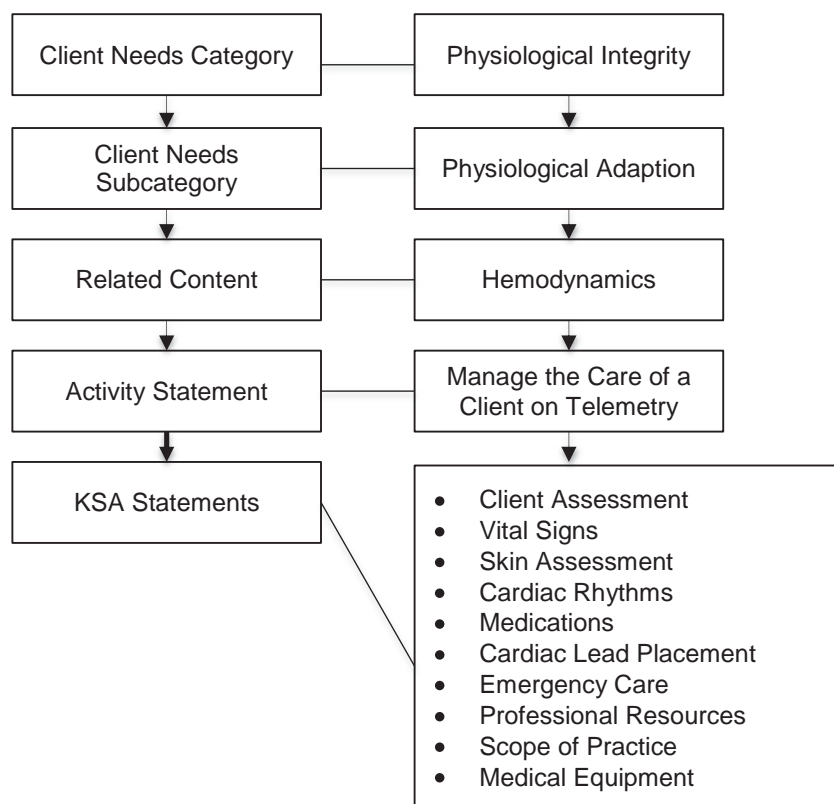 Client Needs Category
Physiological Integrity
Client Needs
Subcategory
Physiological Adaption
Related Content
Hemodynamics
Activity Statement
Manage the Care of a
Client on Telemetry
KSA Statements
• Client Assessment
• Vital Signs
• Skin Assessment
• Cardiac Rhythms
• Medications
• Cardiac Lead Placement
• Emergency Care
• Professional Resources
• Scope of Practice
• Medical Equipment